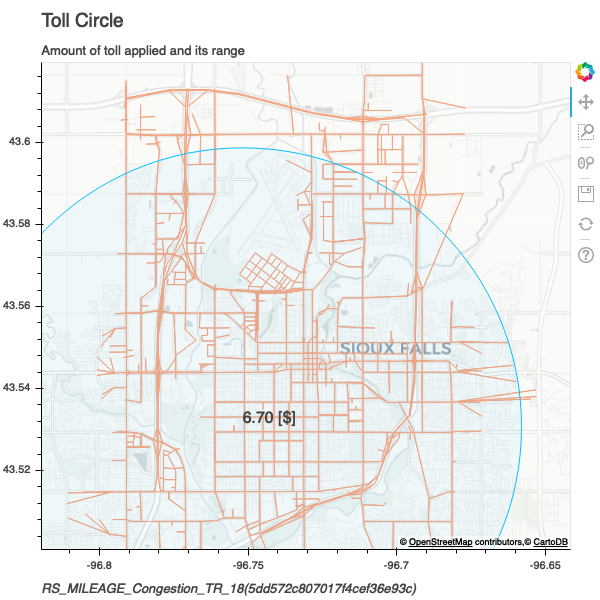 Toll Circle
Amount of toll applied and its range
43.6
43.58
43.56
SIOUX FALLS
43.54
6.70 [$]
43.52
© OpenStreetMap contributors,© CartoDB
-96.8
-96.75
-96.7
-96.65
RS_MILEAGE_Congestion_TR_18(5dd572c807017f4cef36e93c)